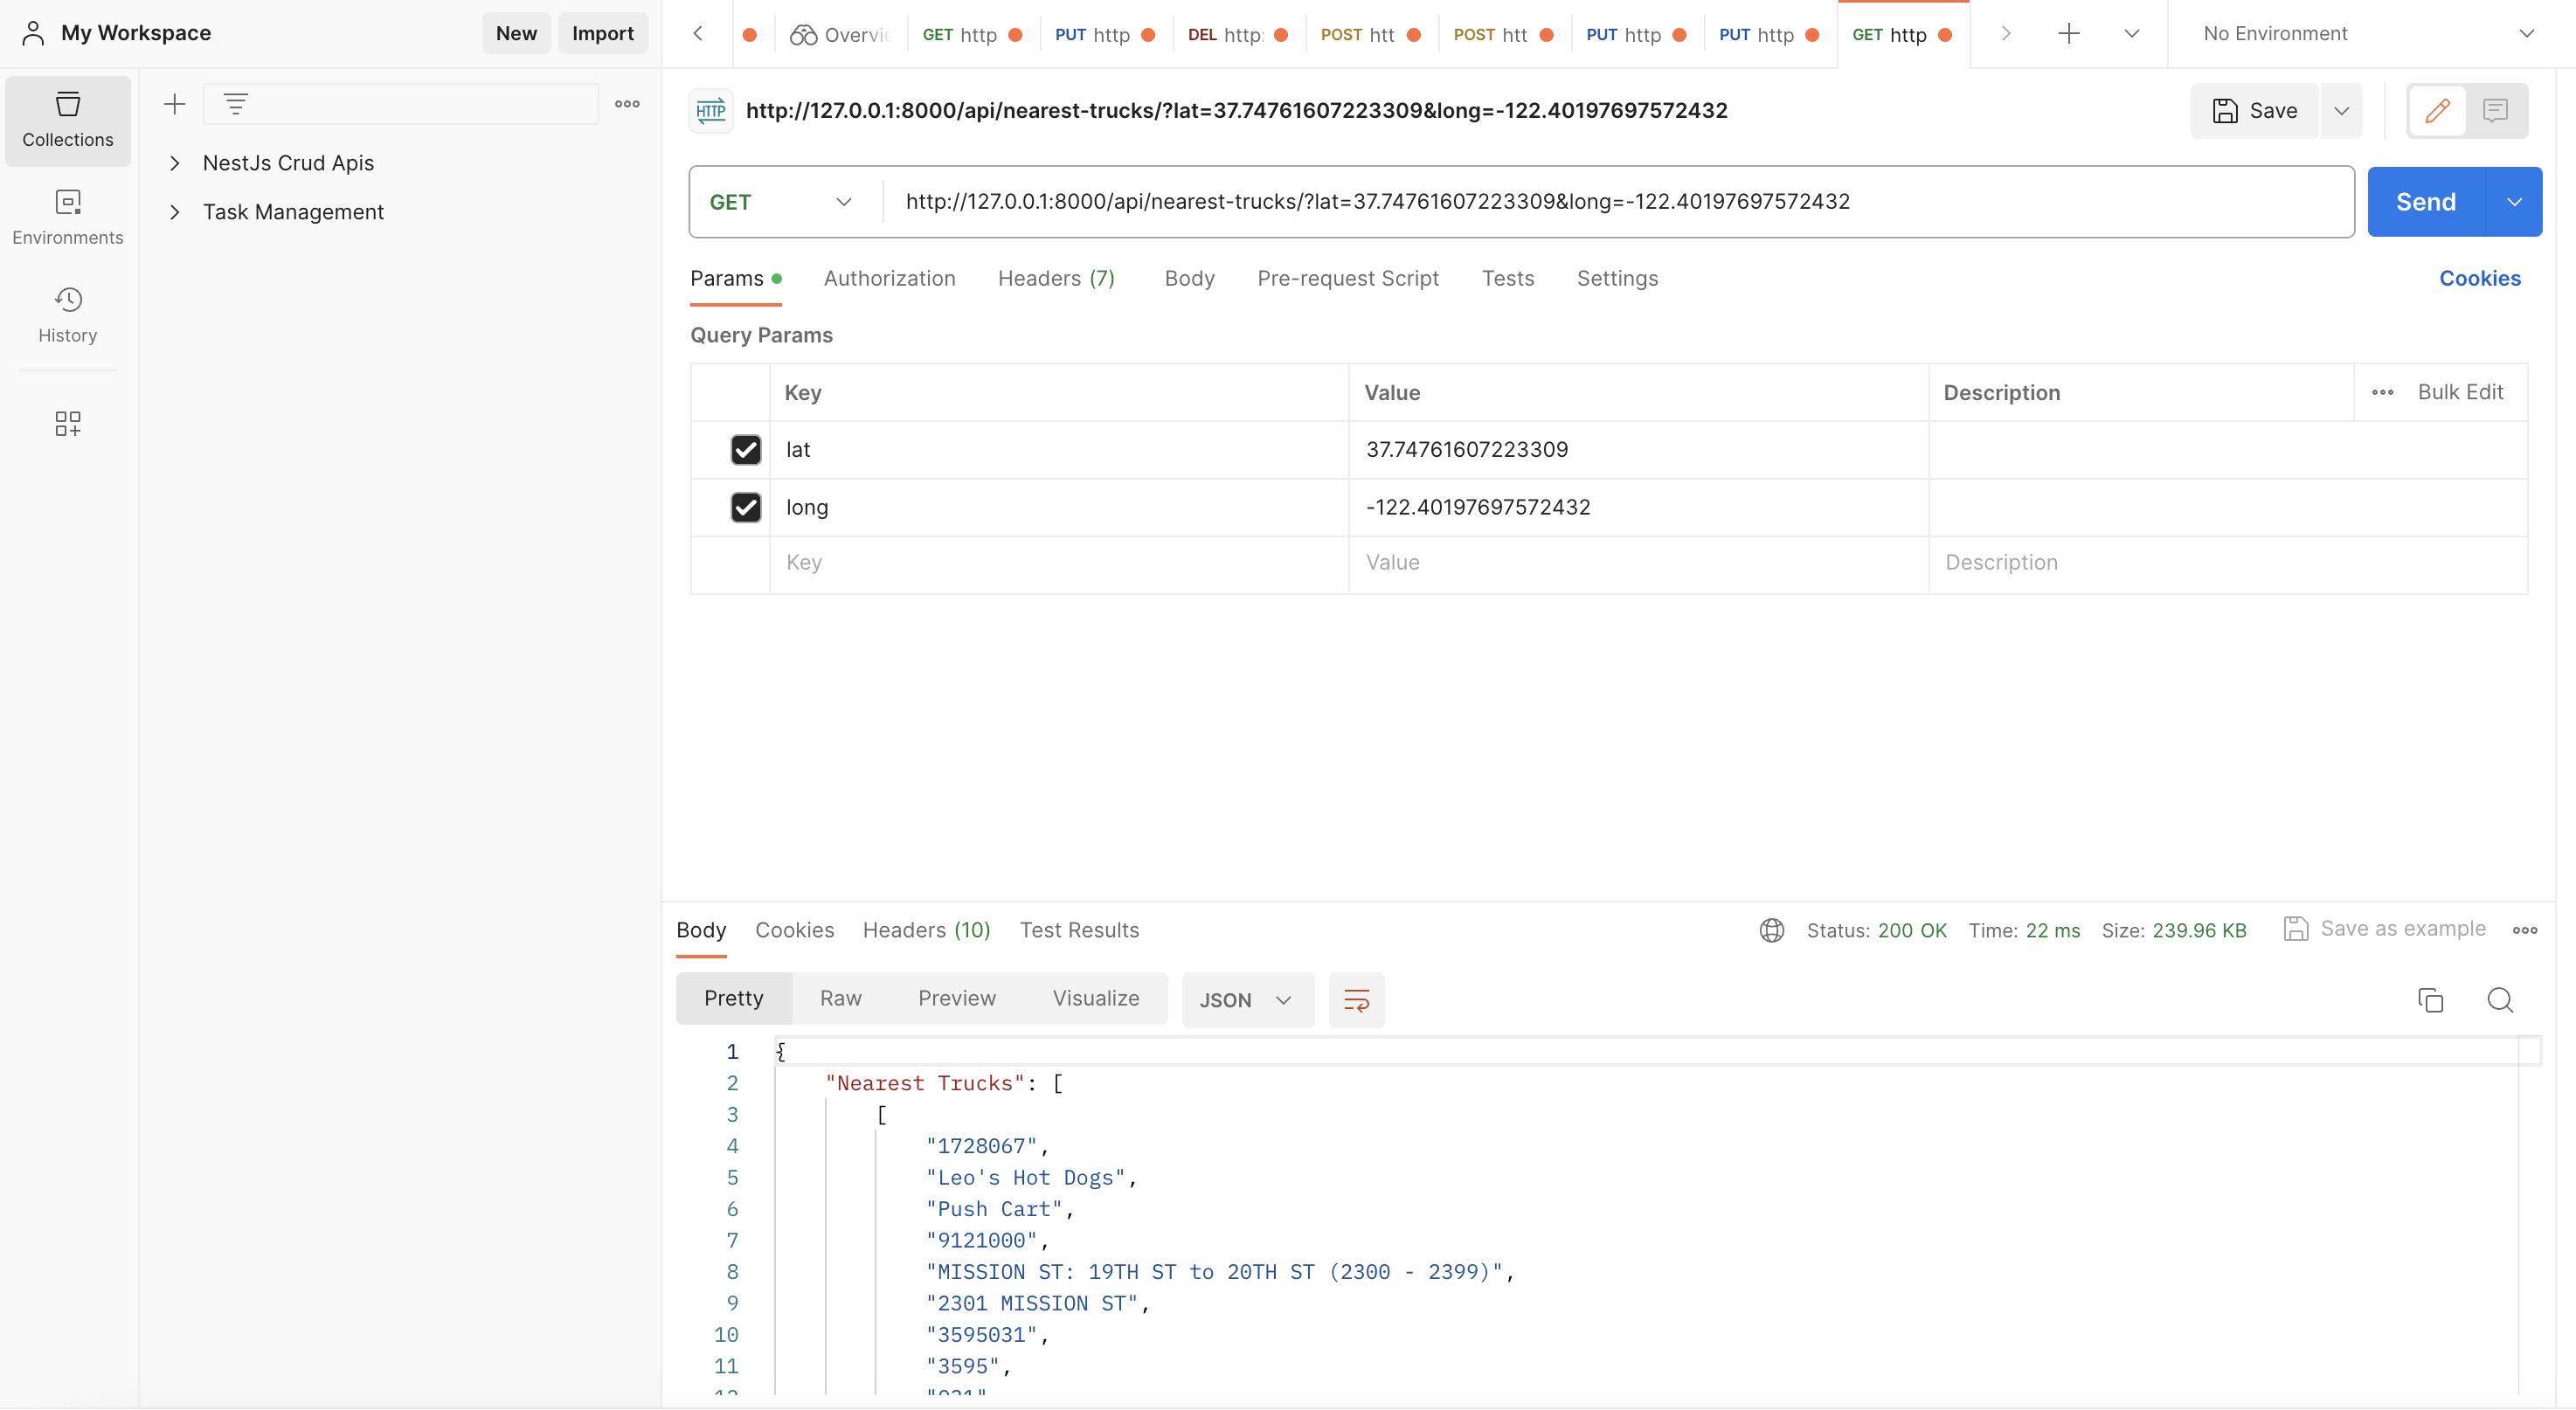 My Workspace
New
Import
Overvie
GET http
PUT http
DEL http:
POST htt
POST htt
PUT http
PUT http
GET http
No Environment
Collections
Environments
History
NestJs Crud Apis
Task Management
HTTP
http://127.0.0.1:8000/api/nearest-trucks/?lat=37.74761607223309&long=-122.40197697572432
Save
GET
http://127.0.0.1:8000/api/nearest-trucks/?lat=37.74761607223309&long=-122.40197697572432
Send
Params
Authorization
Headers (7)
Body
Pre-request Script
Tests
Settings
Cookies
Query Params
Key Value Description Bulk Edit
lat 37.74761607223309
long -122.40197697572432
Key Value Description
Body
Cookies
Headers (10)
Test Results
Status: 200 OK
Time: 22 ms
Size: 239.96 KB
Save as example
Pretty
Raw
Preview
Visualize
JSON
1 {
2 "Nearest Trucks": [
3 [
4 "1728067",
5 "Leo's Hot Dogs",
6 "Push Cart",
7 "9121000",
8 "MISSION ST: 19TH ST to 20TH ST (2300 - 2399)",
9 "2301 MISSION ST",
10 "3595031",
11 "3595",